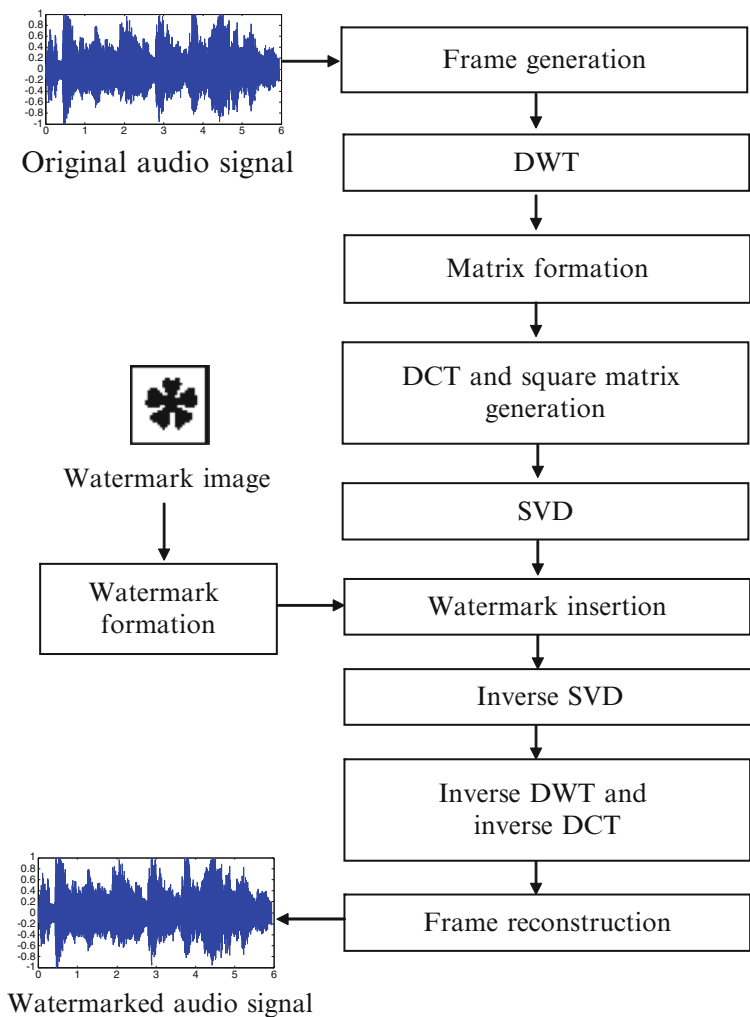 1
0.8
0.6
0.4
0.2
0
-0.2
-0.4
-0.6
-0.8
-1
0 1 2 3 4 5 6
Original audio signal
Frame generation
DWT
Matrix formation
DCT and square matrix
generation
Watermark image
SVD
Watermark
formation
Watermark insertion
Inverse SVD
Inverse DWT and
inverse DCT
Frame reconstruction
1
0.8
0.6
0.4
0.2
0
-0.2
-0.4
-0.6
-0.8
-1
0 1 2 3 4 5 6
Watermarked audio signal